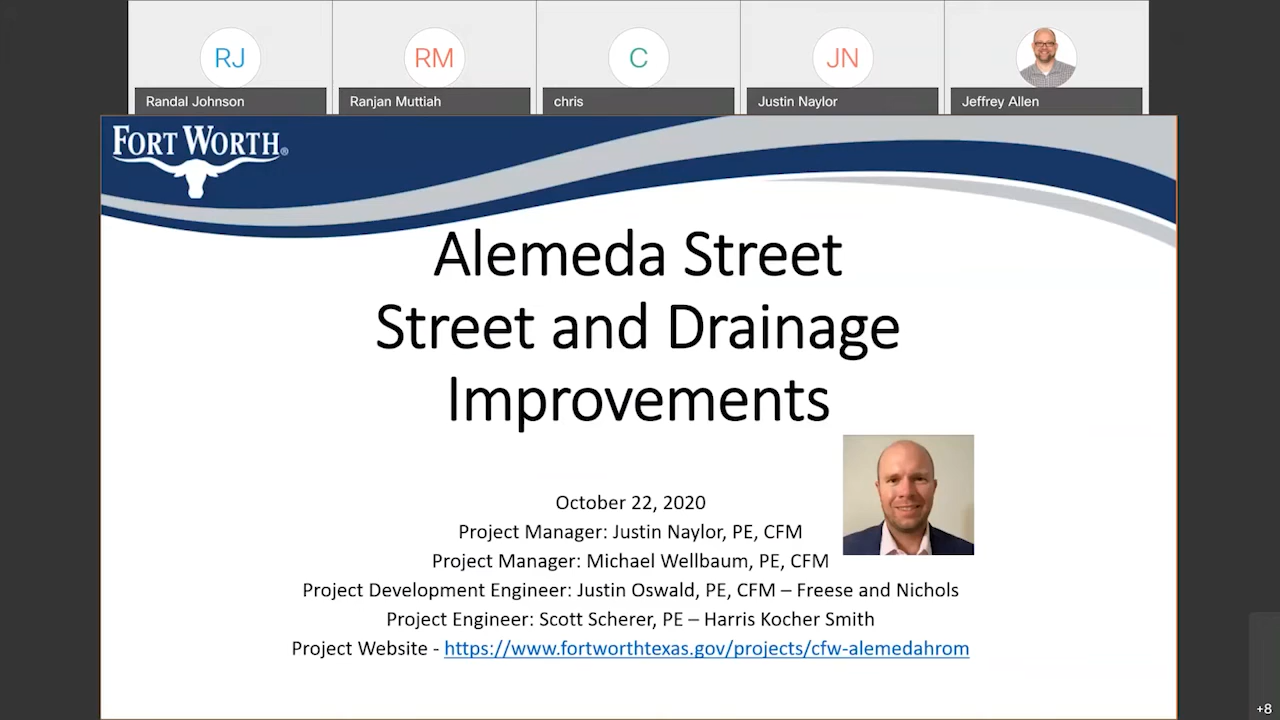 RJ
RM
C
JN
Randal Johnson
Ranjan Muttiah
chris
Justin Naylor
Jeffrey Allen
FORT WORTH®
Alemeda Street
Street and Drainage
Improvements
October 22, 2020
Project Manager: Justin Naylor, PE, CFM
Project Manager: Michael Wellbaum, PE, CFM
Project Development Engineer: Justin Oswald, PE, CFM – Freese and Nichols
Project Engineer: Scott Scherer, PE – Harris Kocher Smith
Project Website - https://www.fortworthtexas.gov/projects/cfw-alemedahrom
+8